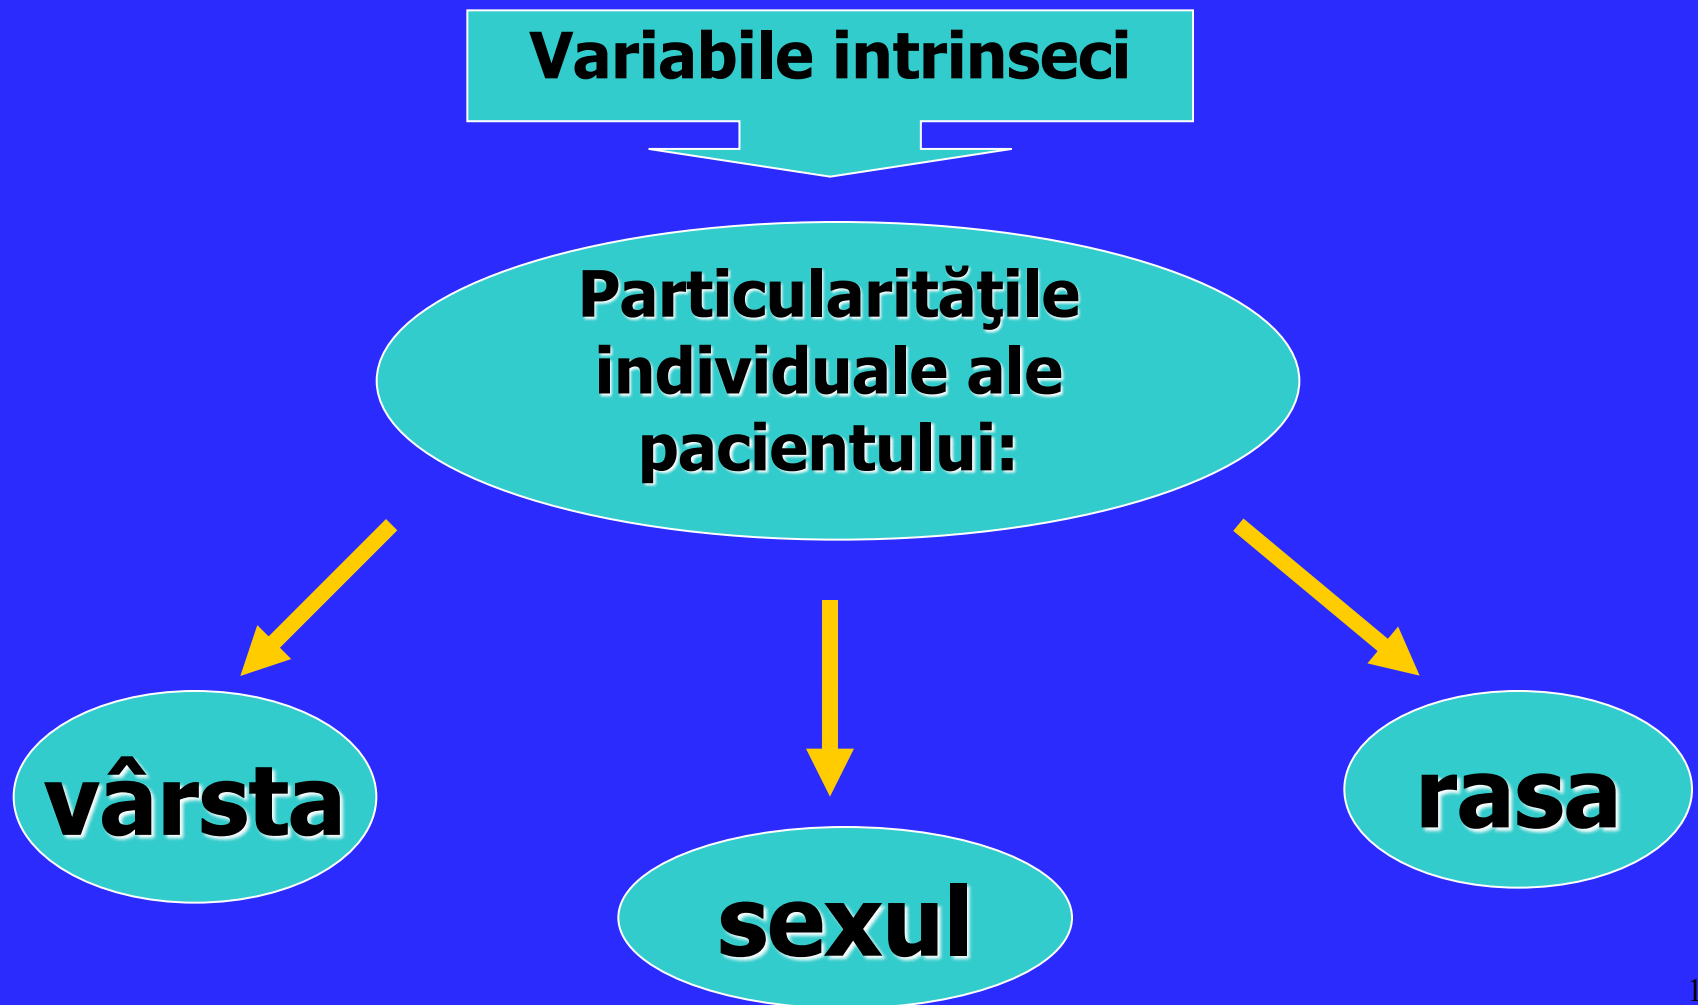 Variabile intrinseci
Particularităţile
individuale ale
pacientului:
vârsta
rasa
sexul